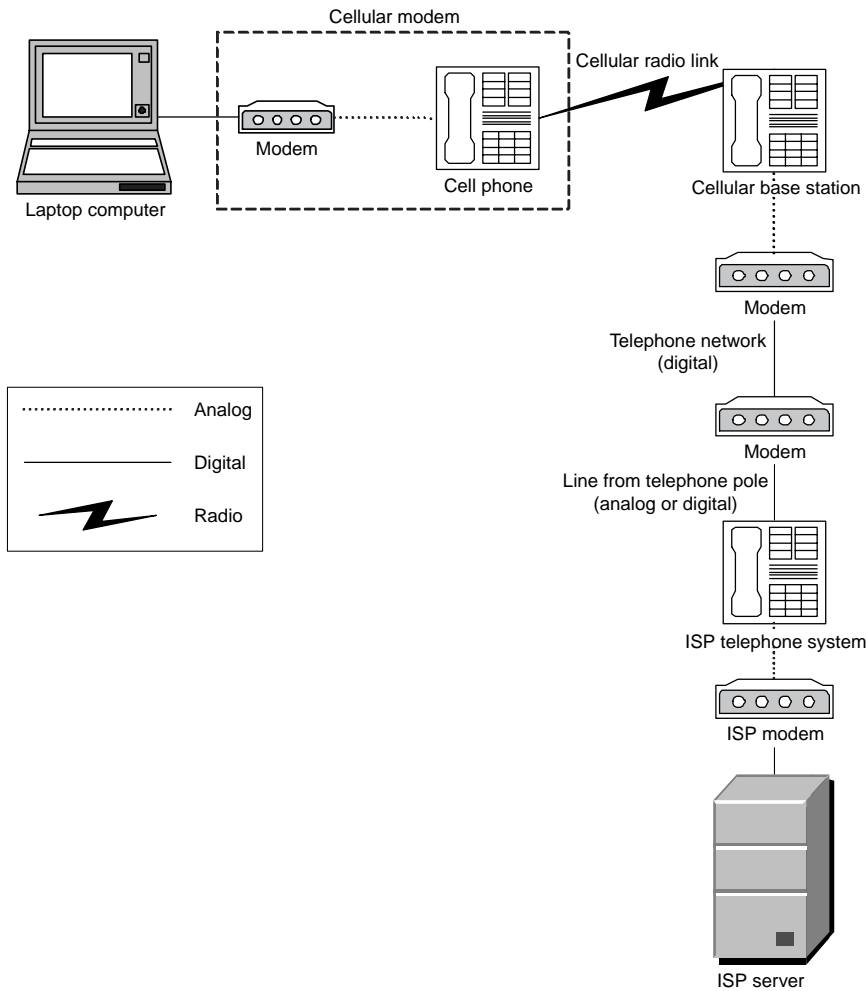 Cellular modem
Cellular radio link
Modem
Cell phone
Laptop computer
Cellular base station
Modem
Telephone network
(digital)
Modem
Analog
Digital
Radio
Line from telephone pole
(analog or digital)
ISP telephone system
ISP modem
ISP server